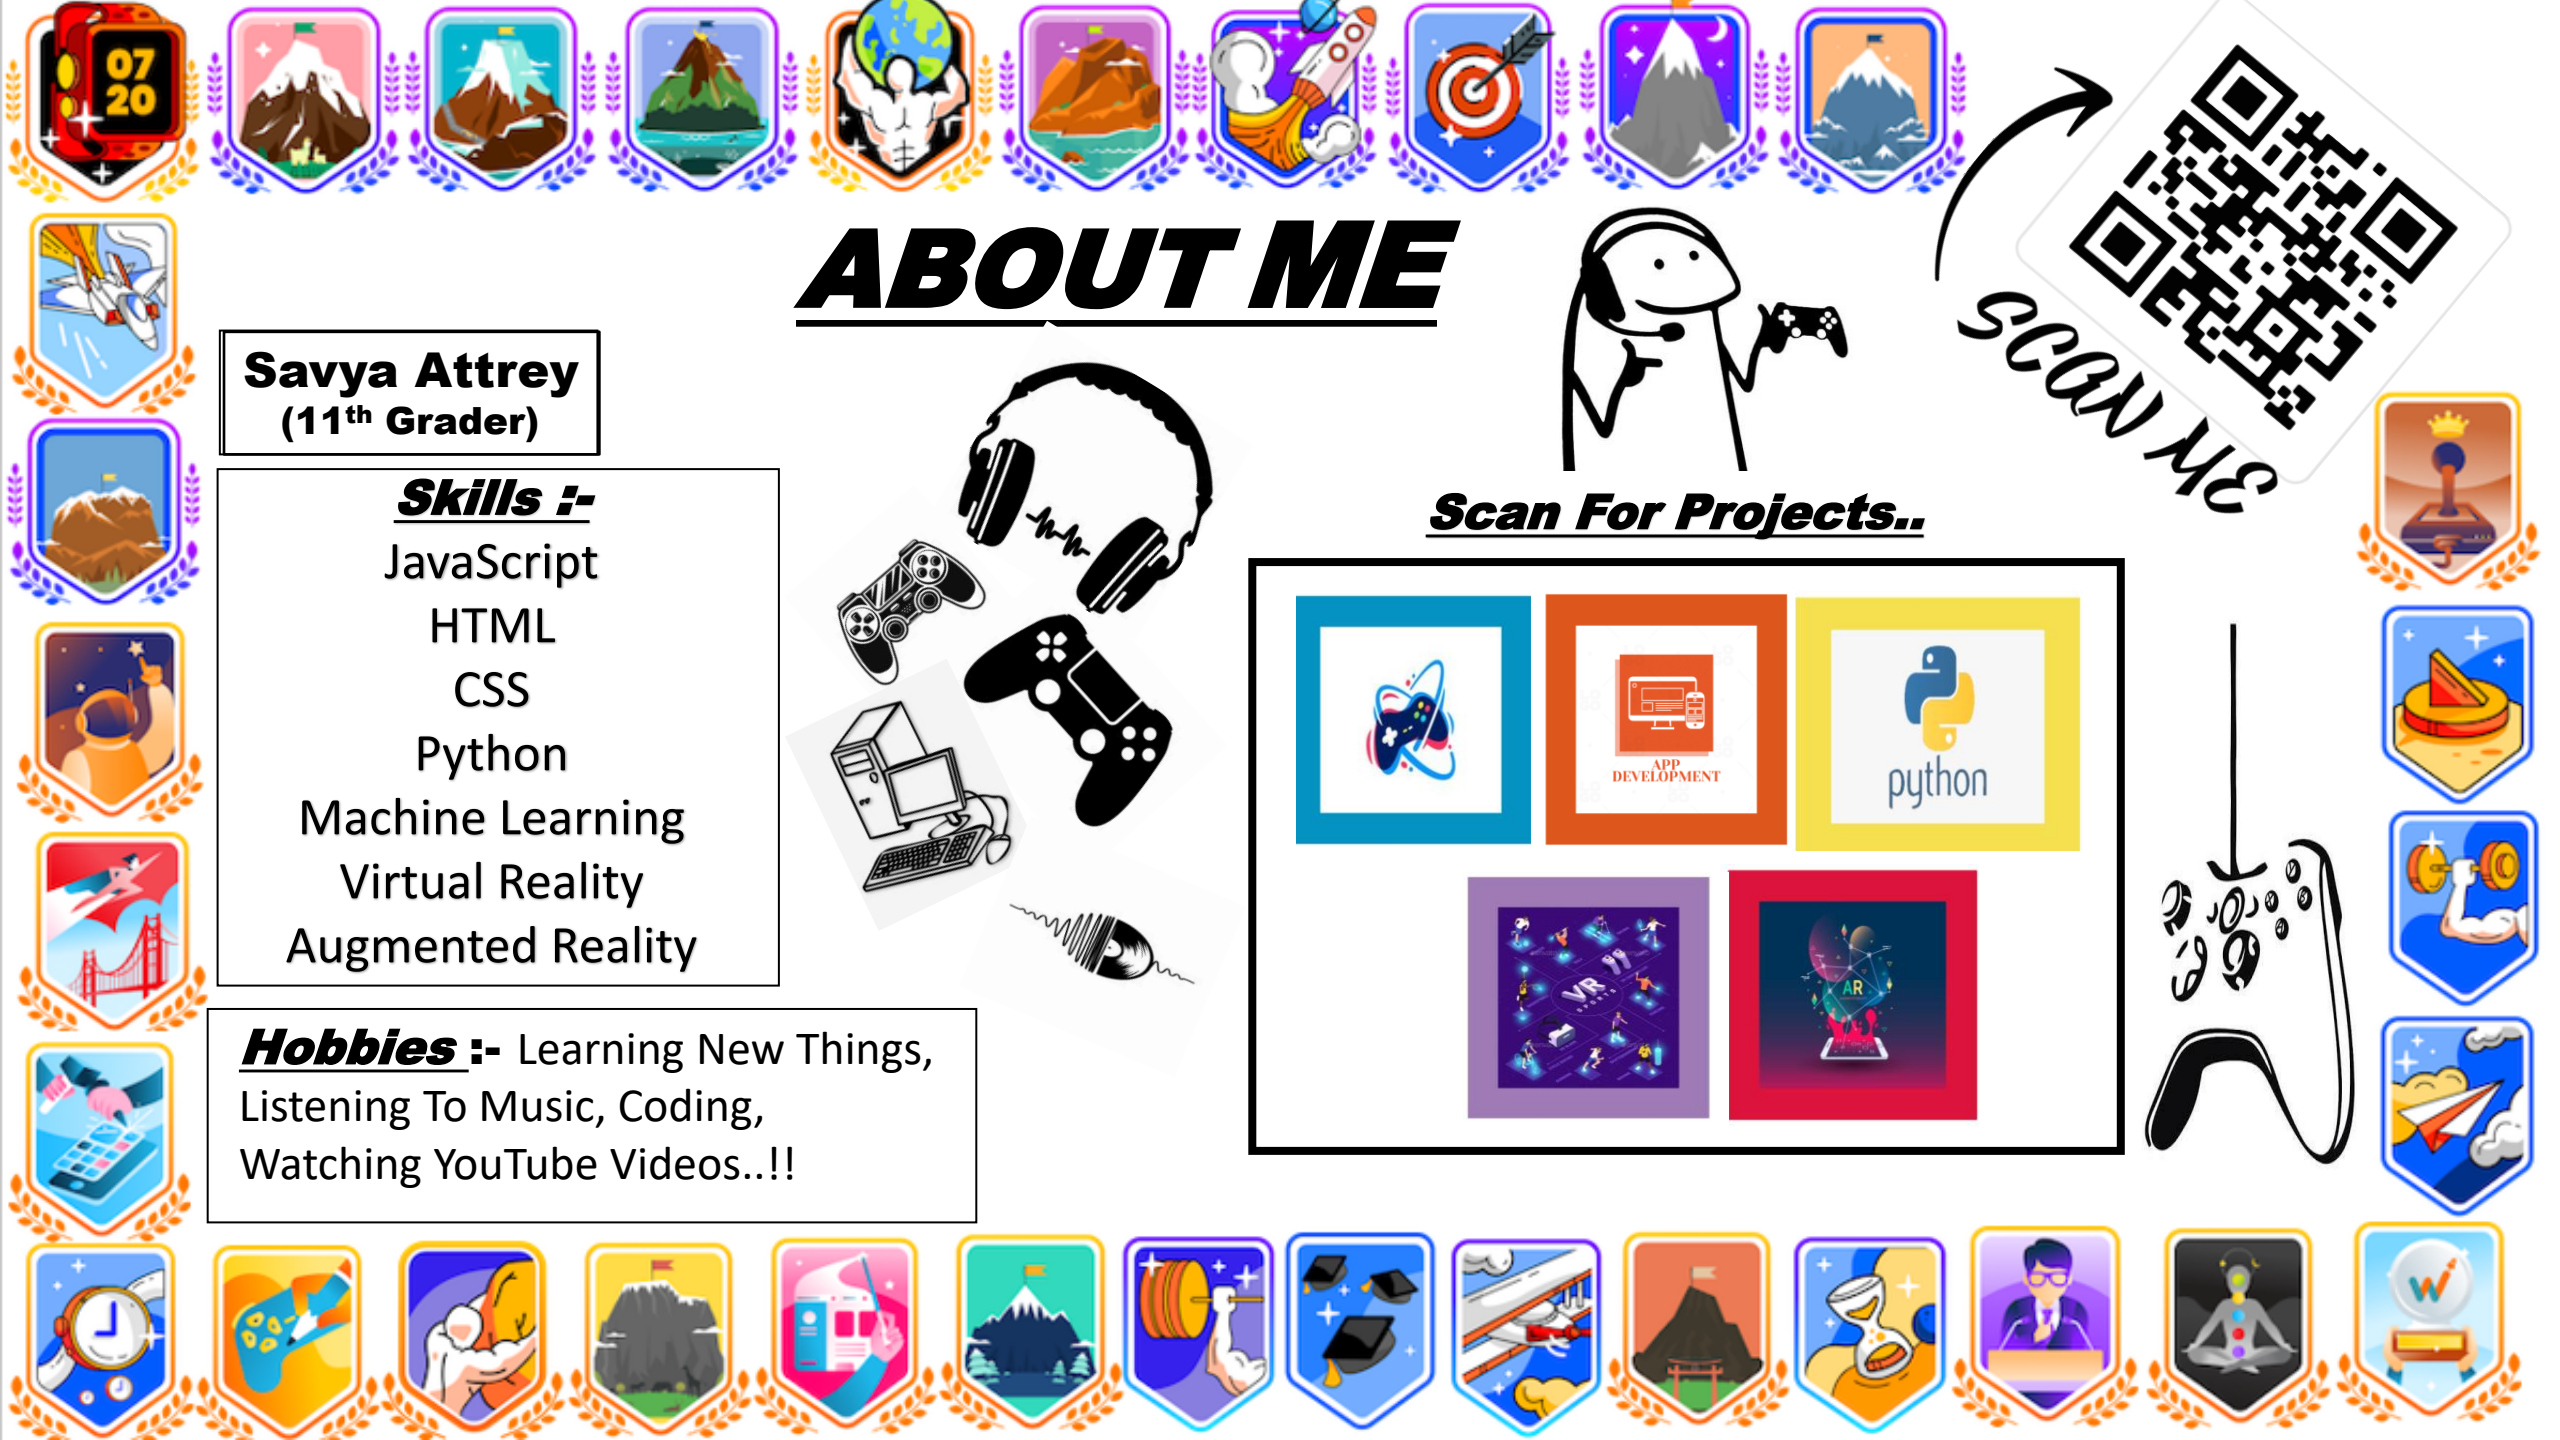 07
20
ABOUT ME
SCAN ME
Savya Attrey
(11th Grader)
Skills :-
JavaScript
HTML
CSS
Python
Machine Learning
Virtual Reality
Augmented Reality
Scan For Projects..
APP
DEVELOPMENT
python
VR
AR
Hobbies :- Learning New Things,
Listening To Music, Coding,
Watching YouTube Videos..!!
W